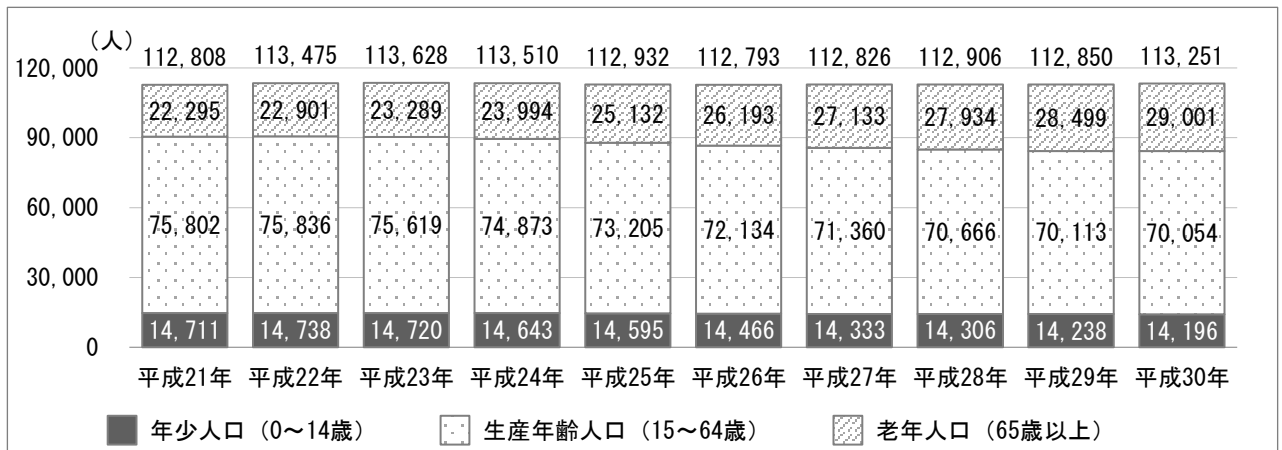 （人）
112,808 113,475 113,628 113,510 112,932 112,793 112,826 112,906 112,850 113,251
120,000
22,295 22,901 23,289 23,994 25,132 26,193 27,133 27,934 28,499 29,001
90,000
60,000
75,802 75,836 75,619 74,873 73,205 72,134 71,360 70,666 70,113 70,054
30,000
14,711 14,738 14,720 14,643 14,595 14,466 14,333 14,306 14,238 14,196
0
平成21年 平成22年 平成23年 平成24年 平成25年 平成26年 平成27年 平成28年 平成29年 平成30年
年少人口（0～14歳） 生産年齢人口（15～64歳） 老年人口（65歳以上）